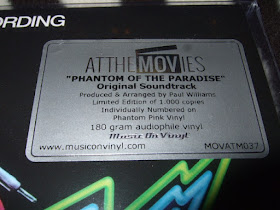 ORDING
ATTHEMOVIES
"PHANTOM OF THE PARADISE"
Original Soundtrack
Produced & Arranged by Paul Williams
Limited Edition of 1.000 copies
Individually Numbered on
Phantom Pink Vinyl
180 gram audiophile vinyl
Music On Vinyl
www.musiconvinyl.com MOVATM037